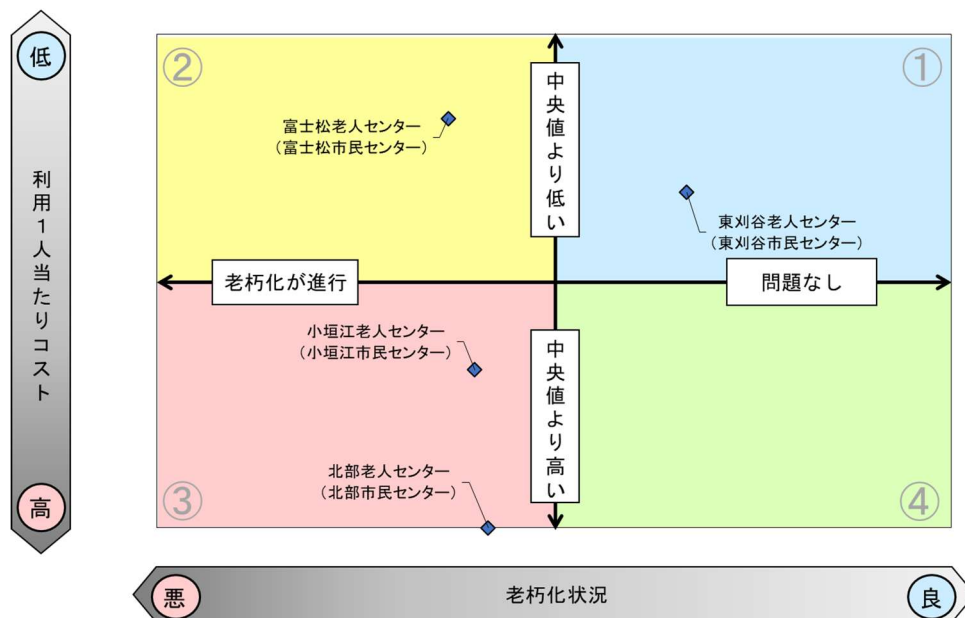 低
利用1人当たりコスト
高
②
①
中央値より低い
富士松老人センター
（富士松市民センター）
東刈谷老人センター
（東刈谷市民センター）
老朽化が進行
問題なし
小垣江老人センター
（小垣江市民センター）
中央値より高い
北部老人センター
（北部市民センター）
③
④
悪
老朽化状況
良